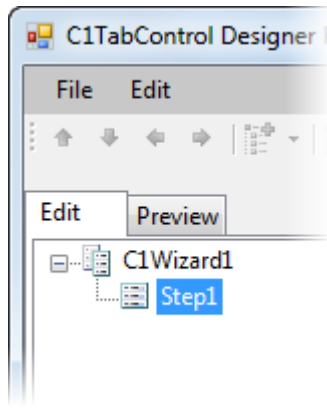 C1TabControl Designer
File Edit
Edit Preview
C1Wizard1
Step1